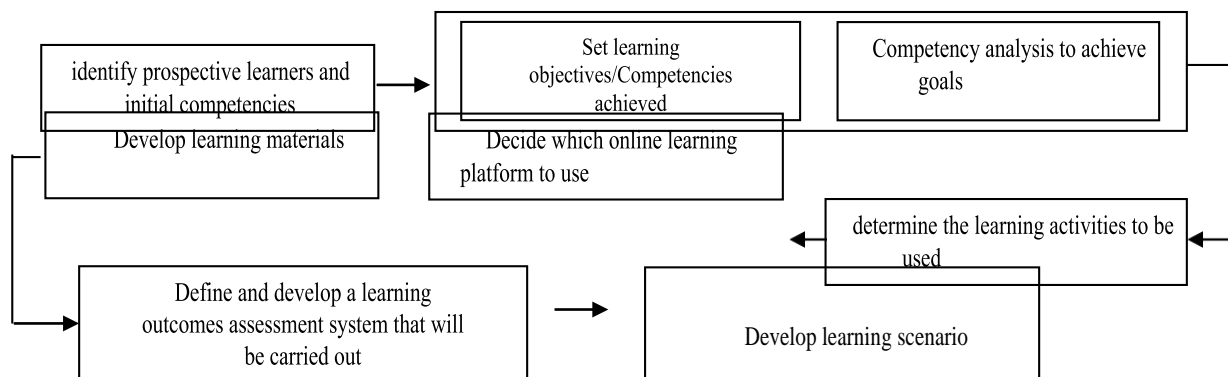 identify prospective learners and
initial competencies
Set learning
objectives/Competencies
achieved
Competency analysis to achieve
goals
Develop learning materials
Decide which online learning
platform to use
determine the learning activities to be
used
Define and develop a learning
outcomes assessment system that will
be carried out
Develop learning scenario